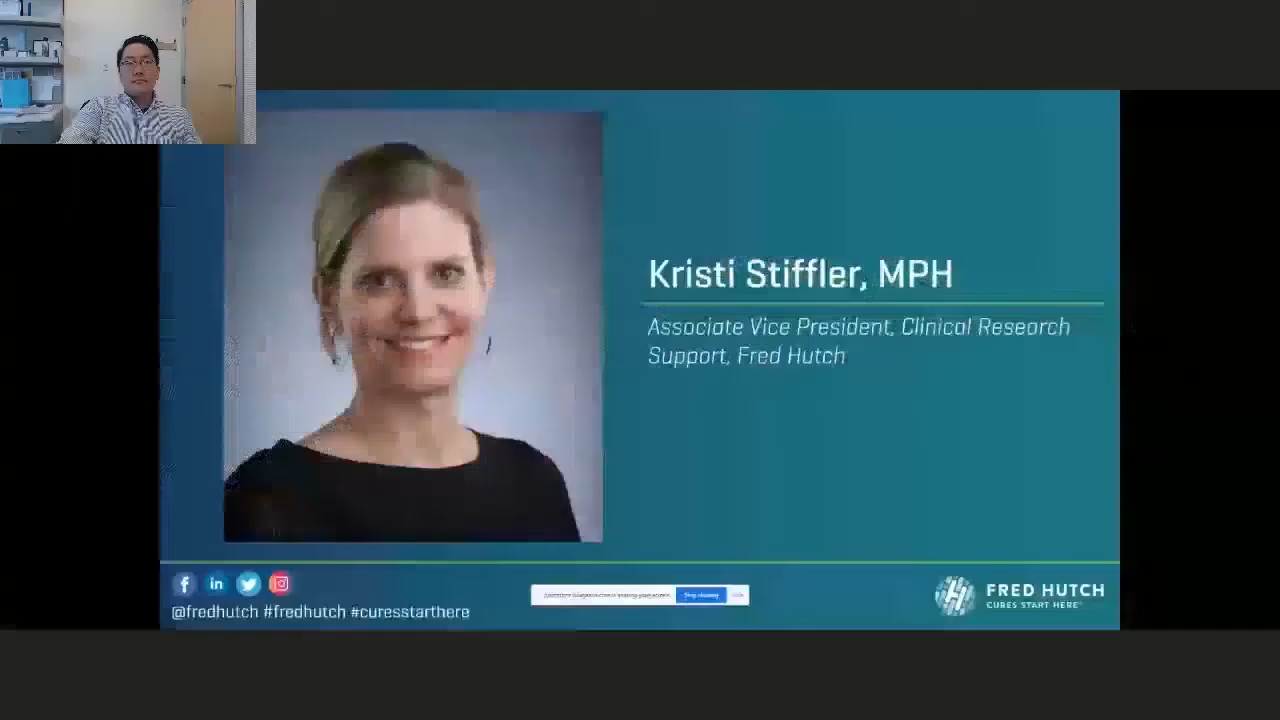 Kristi Stiffler, MPH
Associate Vice President, Clinical Research
Support, Fred Hutch
@fredhutch #fredhutch #curesstarthere
Stop sharing
Hide
FRED HUTCH
CURES START HERE